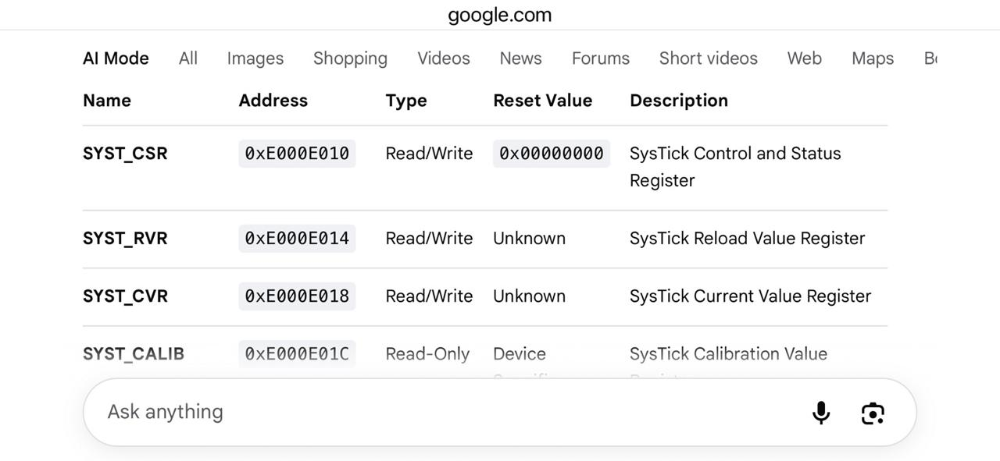 google.com
AI Mode All Images Shopping Videos News Forums Short videos Web Maps
Name Address Type Reset Value Description
SYST_CSR 0xE000E010 Read/Write 0x00000000 SysTick Control and Status
Register
SYST_RVR 0xE000E014 Read/Write Unknown SysTick Reload Value Register
SYST_CVR 0xE000E018 Read/Write Unknown SysTick Current Value Register
SYST_CALIB 0xE000E01C Read-Only Device SysTick Calibration Value
Ask anything